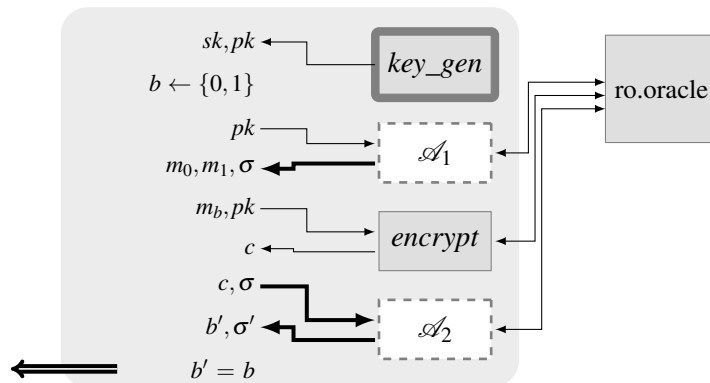 sk, pk
key_gen
ro.oracle
b ← {0,1}
pk
𝒜₁
m₀, m₁, σ
m_b, pk
encrypt
c
c, σ
𝒜₂
b′, σ′
b′ = b